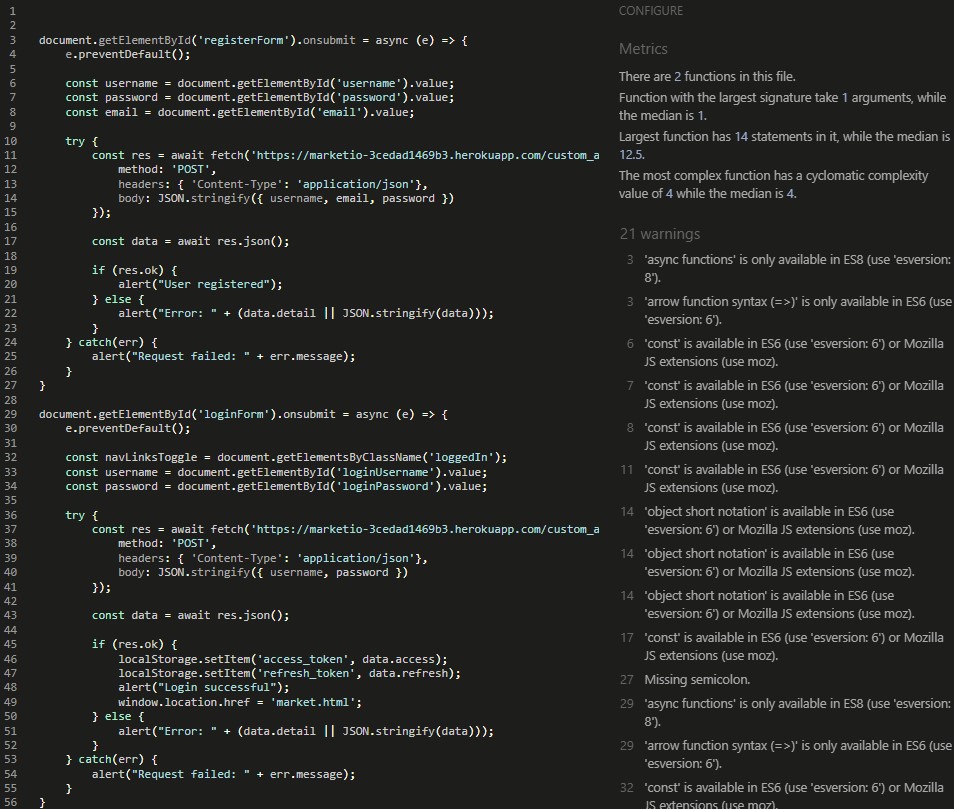 1
2
3 document.getElementById('registerForm').onsubmit = async (e) => {
4 e.preventDefault();
5
6 const username = document.getElementById('username').value;
7 const password = document.getElementById('password').value;
8 const email = document.getElementById('email').value;
9
10 try {
11 const res = await fetch('https://marketio-3cedad1469b3.herokuapp.com/custom_a
12 method: 'POST',
13 headers: { 'Content-Type': 'application/json'},
14 body: JSON.stringify({ username, email, password })
15 });
16
17 const data = await res.json();
18
19 if (res.ok) {
20 alert("User registered");
21 } else {
22 alert("Error: " + (data.detail || JSON.stringify(data)));
23 }
24 } catch(err) {
25 alert("Request failed: " + err.message);
26 }
27 }
28
29 document.getElementById('loginForm').onsubmit = async (e) => {
30 e.preventDefault();
31
32 const navLinksToggle = document.getElementsByClassName('loggedIn');
33 const username = document.getElementById('loginUsername').value;
34 const password = document.getElementById('loginPassword').value;
35
36 try {
37 const res = await fetch('https://marketio-3cedad1469b3.herokuapp.com/custom_a
38 method: 'POST',
39 headers: { 'Content-Type': 'application/json'},
40 body: JSON.stringify({ username, password })
41 });
42
43 const data = await res.json();
44
45 if (res.ok) {
46 localStorage.setItem('access_token', data.access);
47 localStorage.setItem('refresh_token', data.refresh);
48 alert("Login successful");
49 window.location.href = 'market.html';
50 } else {
51 alert("Error: " + (data.detail || JSON.stringify(data)));
52 }
53 } catch(err) {
54 alert("Request failed: " + err.message);
55 }
56 }
CONFIGURE
Metrics
There are 2 functions in this file.
Function with the largest signature take 1 arguments, while
the median is 1.
Largest function has 14 statements in it, while the median is
12.5.
The most complex function has a cyclomatic complexity
value of 4 while the median is 4.
21 warnings
3 'async functions' is only available in ES8 (use 'esversion:
8').
3 'arrow function syntax (=>)' is only available in ES6 (use
'esversion: 6').
6 'const' is available in ES6 (use 'esversion: 6') or Mozilla
JS extensions (use moz).
7 'const' is available in ES6 (use 'esversion: 6') or Mozilla
JS extensions (use moz).
8 'const' is available in ES6 (use 'esversion: 6') or Mozilla
JS extensions (use moz).
11 'const' is available in ES6 (use 'esversion: 6') or Mozilla
JS extensions (use moz).
14 'object short notation' is available in ES6 (use
'esversion: 6') or Mozilla JS extensions (use moz).
14 'object short notation' is available in ES6 (use
'esversion: 6') or Mozilla JS extensions (use moz).
14 'object short notation' is available in ES6 (use
'esversion: 6') or Mozilla JS extensions (use moz).
17 'const' is available in ES6 (use 'esversion: 6') or Mozilla
JS extensions (use moz).
27 Missing semicolon.
29 'async functions' is only available in ES8 (use 'esversion:
8').
29 'arrow function syntax (=>)' is only available in ES6 (use
'esversion: 6').
32 'const' is available in ES6 (use 'esversion: 6') or Mozilla
JS extensions (use moz).